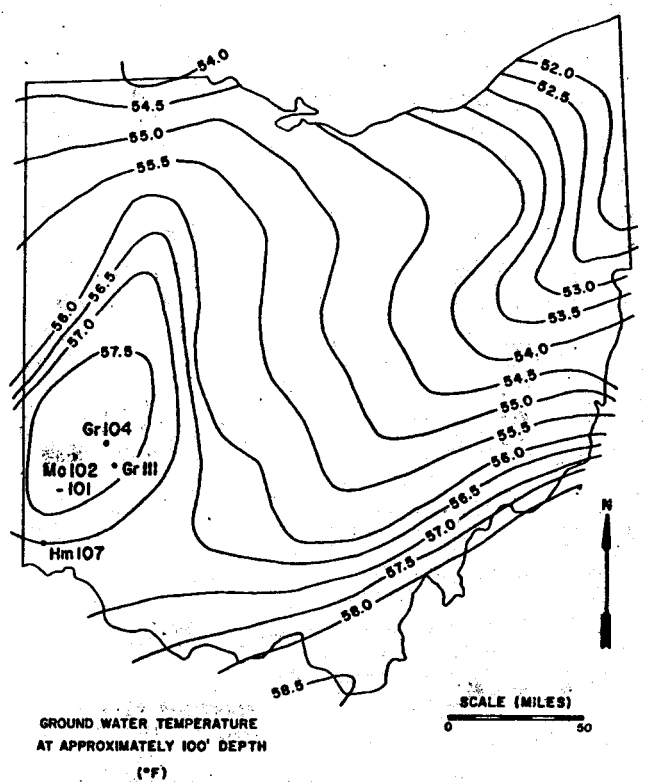 54.0
54.5
55.0
55.5
52.0
52.5
56.0
56.5
57.0
57.5
53.0
53.5
54.0
54.5
55.0
55.5
56.0
56.5
57.0
57.5
58.0
58.5
Gr104
Mo102
Gr111
-101
Hm107
N
GROUND WATER TEMPERATURE
AT APPROXIMATELY 100' DEPTH
(°F)
SCALE (MILES)
0 50